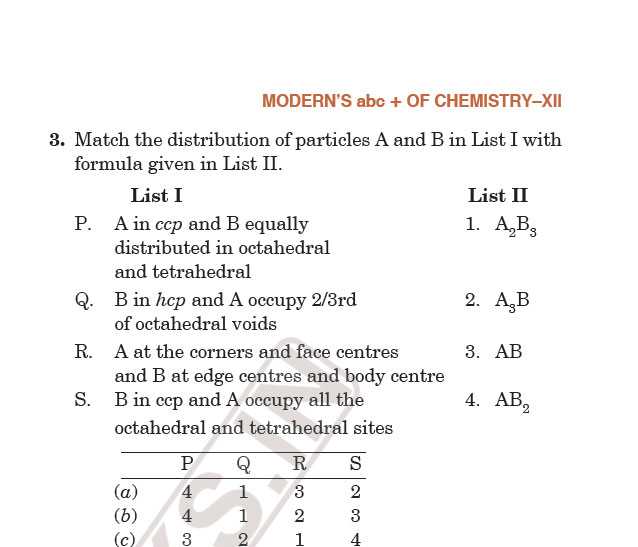 MODERN'S abc + OF CHEMISTRY–XII
3. Match the distribution of particles A and B in List I with
formula given in List II.
List I List II
P. A in ccp and B equally 1. A₂B₃
distributed in octahedral
and tetrahedral
Q. B in hcp and A occupy 2/3rd 2. A₃B
of octahedral voids
R. A at the corners and face centres 3. AB
and B at edge centres and body centre
S. B in ccp and A occupy all the 4. AB₂
octahedral and tetrahedral sites
P Q R S
(a) 4 1 3 2
(b) 4 1 2 3
(c) 3 2 1 4